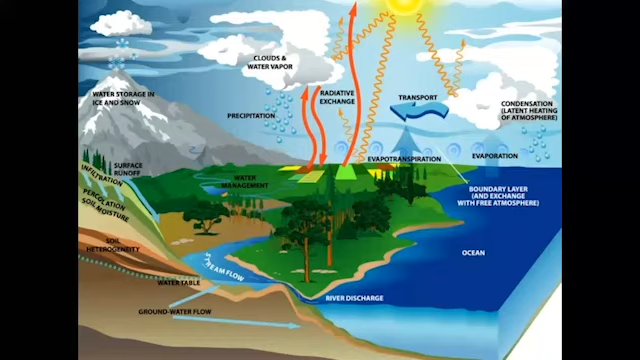 CLOUDS &
WATER VAPOR
WATER STORAGE IN
ICE AND SNOW
RADIATIVE
EXCHANGE
TRANSPORT
CONDENSATION
(LATENT HEATING
OF ATMOSPHERE)
PRECIPITATION
EVAPOTRANSPIRATION
EVAPORATION
SURFACE
RUNOFF
INFILTRATION
WATER
MANAGEMENT
BOUNDARY LAYER
(AND EXCHANGE
WITH FREE ATMOSPHERE)
PERCOLATION
SOIL MOISTURE
SOIL
HETEROGENEITY
OCEAN
STREAM FLOW
WATER TABLE
RIVER DISCHARGE
GROUND-WATER FLOW